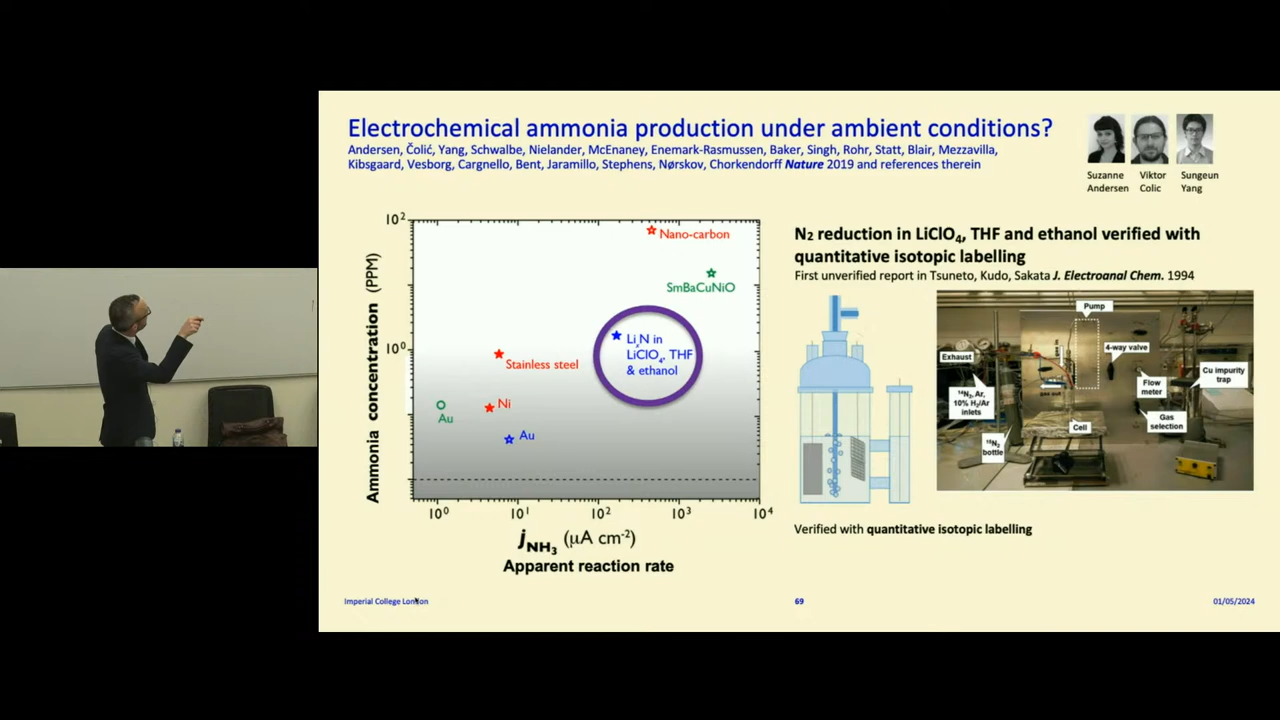 Electrochemical ammonia production under ambient conditions?
Andersen, Čolić, Yang, Schwalbe, Nielander, McEnaney, Enemark-Rasmussen, Baker, Singh, Rohr, Statt, Blair, Mezzavilla,
Kibsgaard, Vesborg, Cargnello, Bent, Jaramillo, Stephens, Nørskov, Chorkendorff Nature 2019 and references therein
Suzanne
Andersen
Viktor
Colic
Sungeun
Yang
Ammonia concentration (PPM)
10²
10⁰
Nano-carbon
SmBaCuNiO
LiₓN in
LiClO₄, THF
& ethanol
Stainless steel
Ni
Au
Au
10⁰
10¹
10²
10³
10⁴
jNH₃ (μA cm⁻²)
Apparent reaction rate
N₂ reduction in LiClO₄, THF and ethanol verified with
quantitative isotopic labelling
First unverified report in Tsuneto, Kudo, Sakata J. Electroanal Chem. 1994
Pump
4-way valve
Exhaust
Cu impurity
trap
Flow
meter
gas out
¹⁴N₂, Ar,
10% H₂/Ar
inlets
Gas
selection
Cell
¹⁵N₂
bottle
Verified with quantitative isotopic labelling
Imperial College London
69
01/05/2024